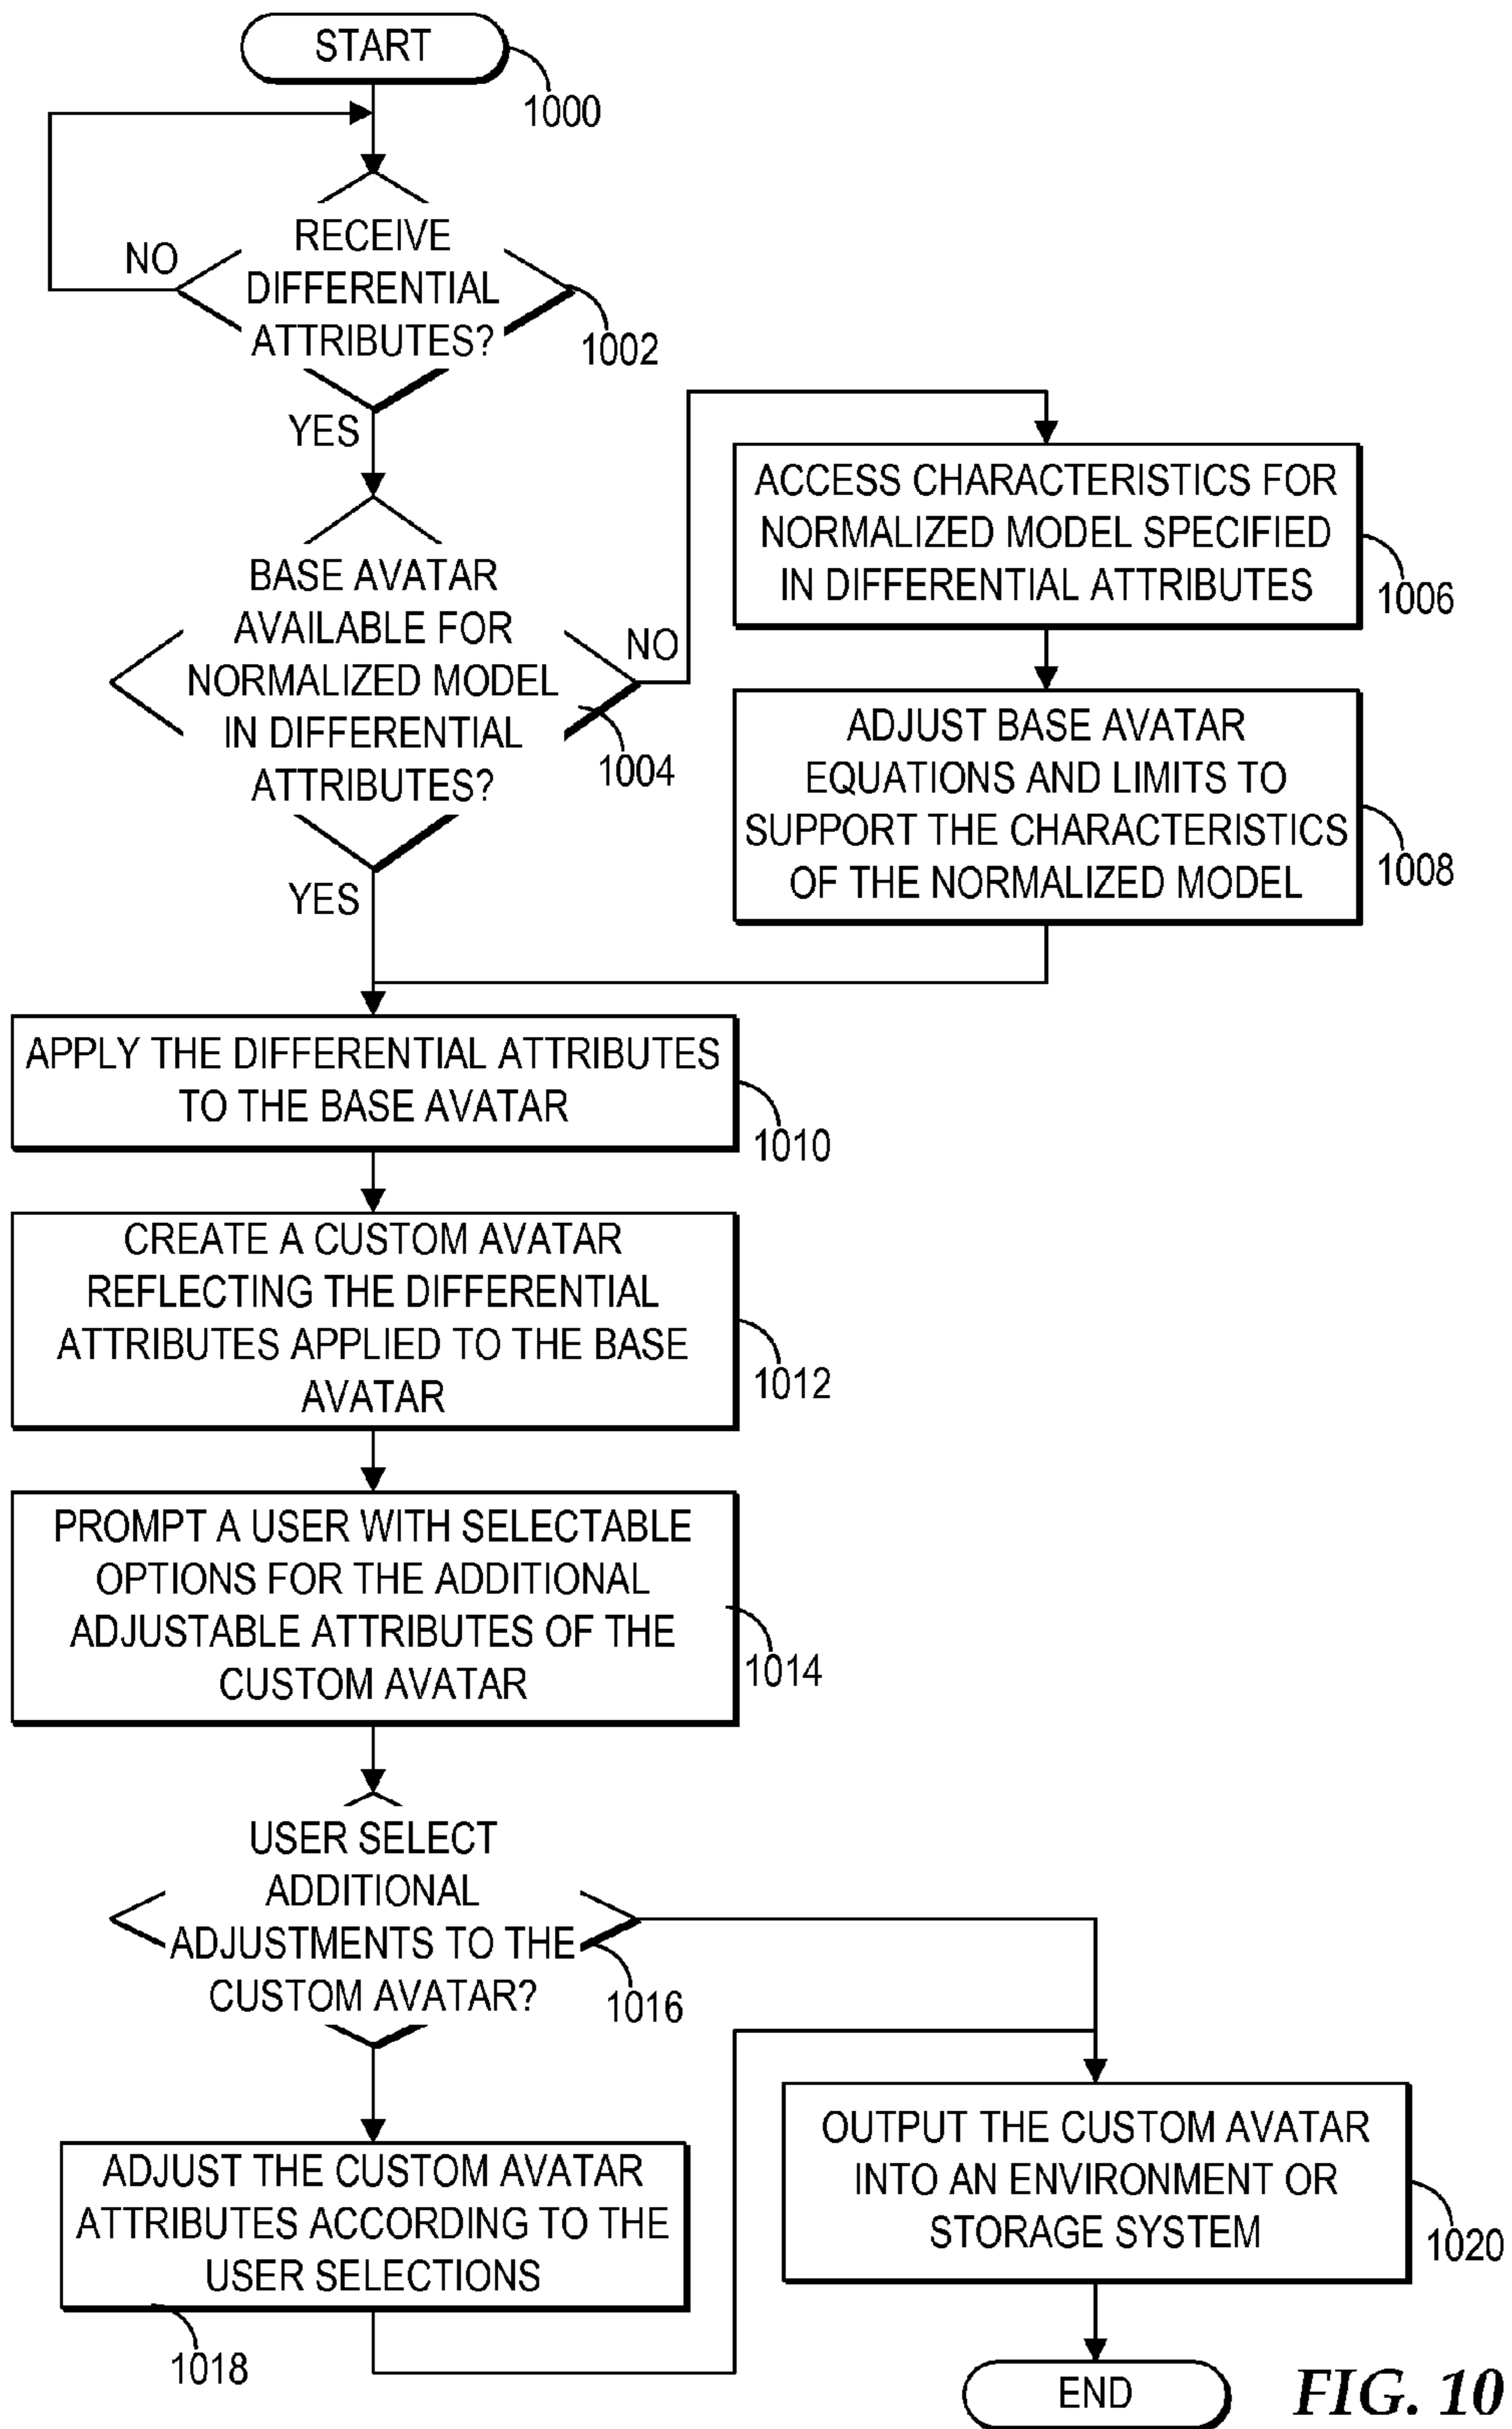 START
1000
RECEIVE
DIFFERENTIAL
ATTRIBUTES?
NO
1002
YES
BASE AVATAR
AVAILABLE FOR
NORMALIZED MODEL
IN DIFFERENTIAL
ATTRIBUTES?
NO
1004
YES
ACCESS CHARACTERISTICS FOR
NORMALIZED MODEL SPECIFIED
IN DIFFERENTIAL ATTRIBUTES
1006
ADJUST BASE AVATAR
EQUATIONS AND LIMITS TO
SUPPORT THE CHARACTERISTICS
OF THE NORMALIZED MODEL
1008
APPLY THE DIFFERENTIAL ATTRIBUTES
TO THE BASE AVATAR
1010
CREATE A CUSTOM AVATAR
REFLECTING THE DIFFERENTIAL
ATTRIBUTES APPLIED TO THE BASE
AVATAR
1012
PROMPT A USER WITH SELECTABLE
OPTIONS FOR THE ADDITIONAL
ADJUSTABLE ATTRIBUTES OF THE
CUSTOM AVATAR
1014
USER SELECT
ADDITIONAL
ADJUSTMENTS TO THE
CUSTOM AVATAR?
1016
ADJUST THE CUSTOM AVATAR
ATTRIBUTES ACCORDING TO THE
USER SELECTIONS
1018
OUTPUT THE CUSTOM AVATAR
INTO AN ENVIRONMENT OR
STORAGE SYSTEM
1020
END
FIG. 10